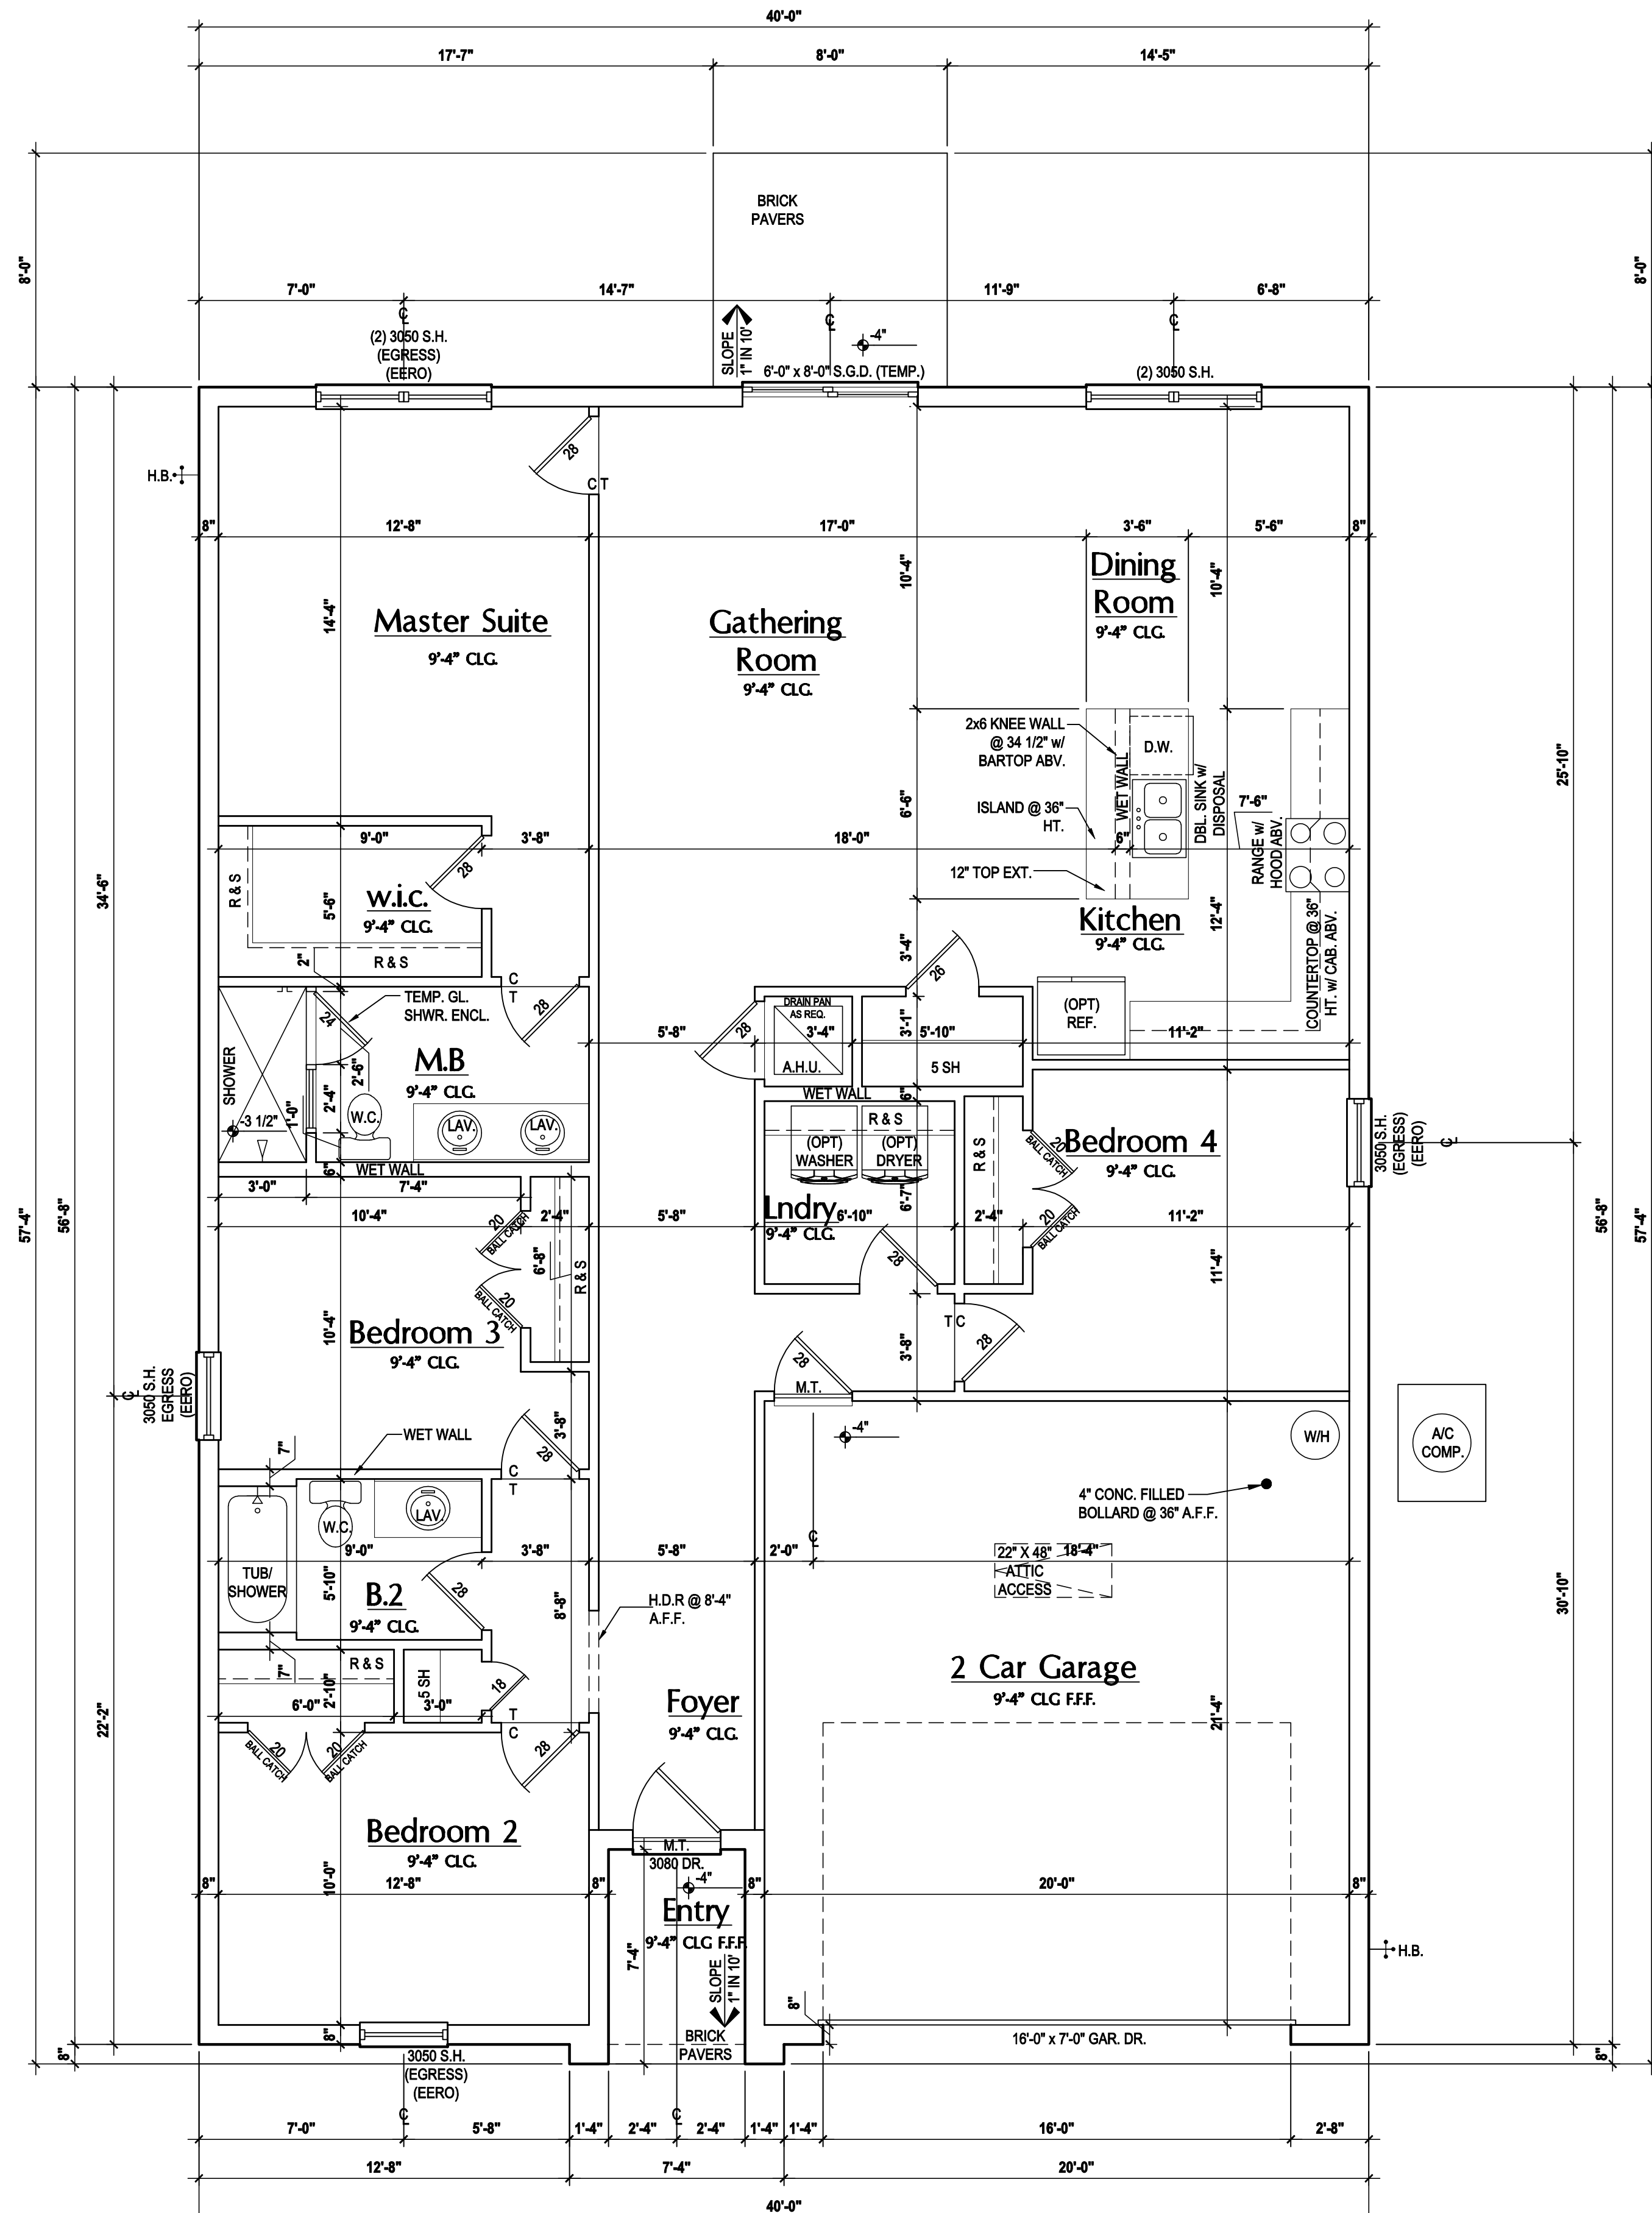 40'-0"
17'-7"
8'-0"
14'-5"
BRICK
PAVERS
8'-0"
8'-0"
7'-0"
14'-7"
11'-9"
6'-8"
℄
℄
℄
(2) 3050 S.H.
(EGRESS)
(EERO)
SLOPE
1" IN 10'
-4"
6'-0" x 8'-0" S.G.D. (TEMP.)
(2) 3050 S.H.
28
C T
H.B.
8"
12'-8"
17'-0"
3'-6"
5'-6"
8"
10'-4"
10'-4"
14'-4"
Master Suite
9'-4" CLG.
Gathering
Room
9'-4" CLG.
Dining
Room
9'-4" CLG.
2x6 KNEE WALL
@ 34 1/2" w/
BARTOP ABV.
D.W.
WET WALL
DBL. SINK w/
DISPOSAL
ISLAND @ 36"
HT.
6'-6"
7'-6"
RANGE w/
HOOD ABV.
25'-10"
9'-0"
3'-8"
18'-0"
6"
28
12" TOP EXT.
R & S
5'-6"
w.i.c.
9'-4" CLG.
34'-6"
Kitchen
9'-4" CLG.
12'-4"
3'-4"
COUNTERTOP @ 36"
HT. w/ CAB. ABV.
2"
R & S
C
T
28
26
TEMP. GL.
SHWR. ENCL.
24
DRAIN PAN
AS REQ.
3'-4"
A.H.U.
3'-1"
5'-10"
5 SH
(OPT)
REF.
11'-2"
5'-8"
28
SHOWER
M.B
9'-4" CLG.
2'-6"
2'-4"
1'-0"
-3 1/2"
W.C.
LAV.
LAV.
WET WALL
6"
R & S
(OPT)
WASHER
(OPT)
DRYER
R & S
20
BALL CATCH
Bedroom 4
9'-4" CLG.
3050 S.H.
(EGRESS)
(EERO)
℄
6"
WET WALL
3'-0"
7'-4"
10'-4"
2'-4"
5'-8"
Lndry
9'-4" CLG.
6'-10"
6'-7"
2'-4"
11'-2"
20
BALL CATCH
20
BALL CATCH
6'-8"
R & S
28
11'-4"
57'-4"
56'-8"
56'-8"
57'-4"
20
BALL CATCH
10'-4"
Bedroom 3
9'-4" CLG.
T C
28
3'-8"
28
M.T.
℄
3050 S.H.
EGRESS
(EERO)
7"
WET WALL
3'-8"
28
C
T
-4"
W/H
A/C
COMP.
4" CONC. FILLED
BOLLARD @ 36" A.F.F.
W.C.
LAV.
9'-0"
3'-8"
5'-8"
2'-0"
℄
18'-4"
22" X 48"
ATTIC
ACCESS
30'-10"
TUB/
SHOWER
5'-10"
B.2
9'-4" CLG.
28
8'-8"
H.D.R @ 8'-4"
A.F.F.
7"
R & S
2'-10"
6'-0"
5 SH
3'-0"
18
T
C
28
2 Car Garage
9'-4" CLG F.F.F.
Foyer
9'-4" CLG.
21'-4"
22'-2"
20
BALL CATCH
20
BALL CATCH
Bedroom 2
9'-4" CLG.
M.T.
3080 DR.
-4"
8"
10'-0"
12'-8"
8"
8"
20'-0"
8"
Entry
9'-4" CLG F.F.F.
7'-4"
SLOPE
1" IN 10'
H.B.
8"
BRICK
PAVERS
16'-0" x 7'-0" GAR. DR.
8"
8"
8"
3050 S.H.
(EGRESS)
(EERO)
℄
℄
7'-0"
5'-8"
1'-4"
2'-4"
2'-4"
1'-4"
1'-4"
16'-0"
2'-8"
12'-8"
7'-4"
20'-0"
40'-0"